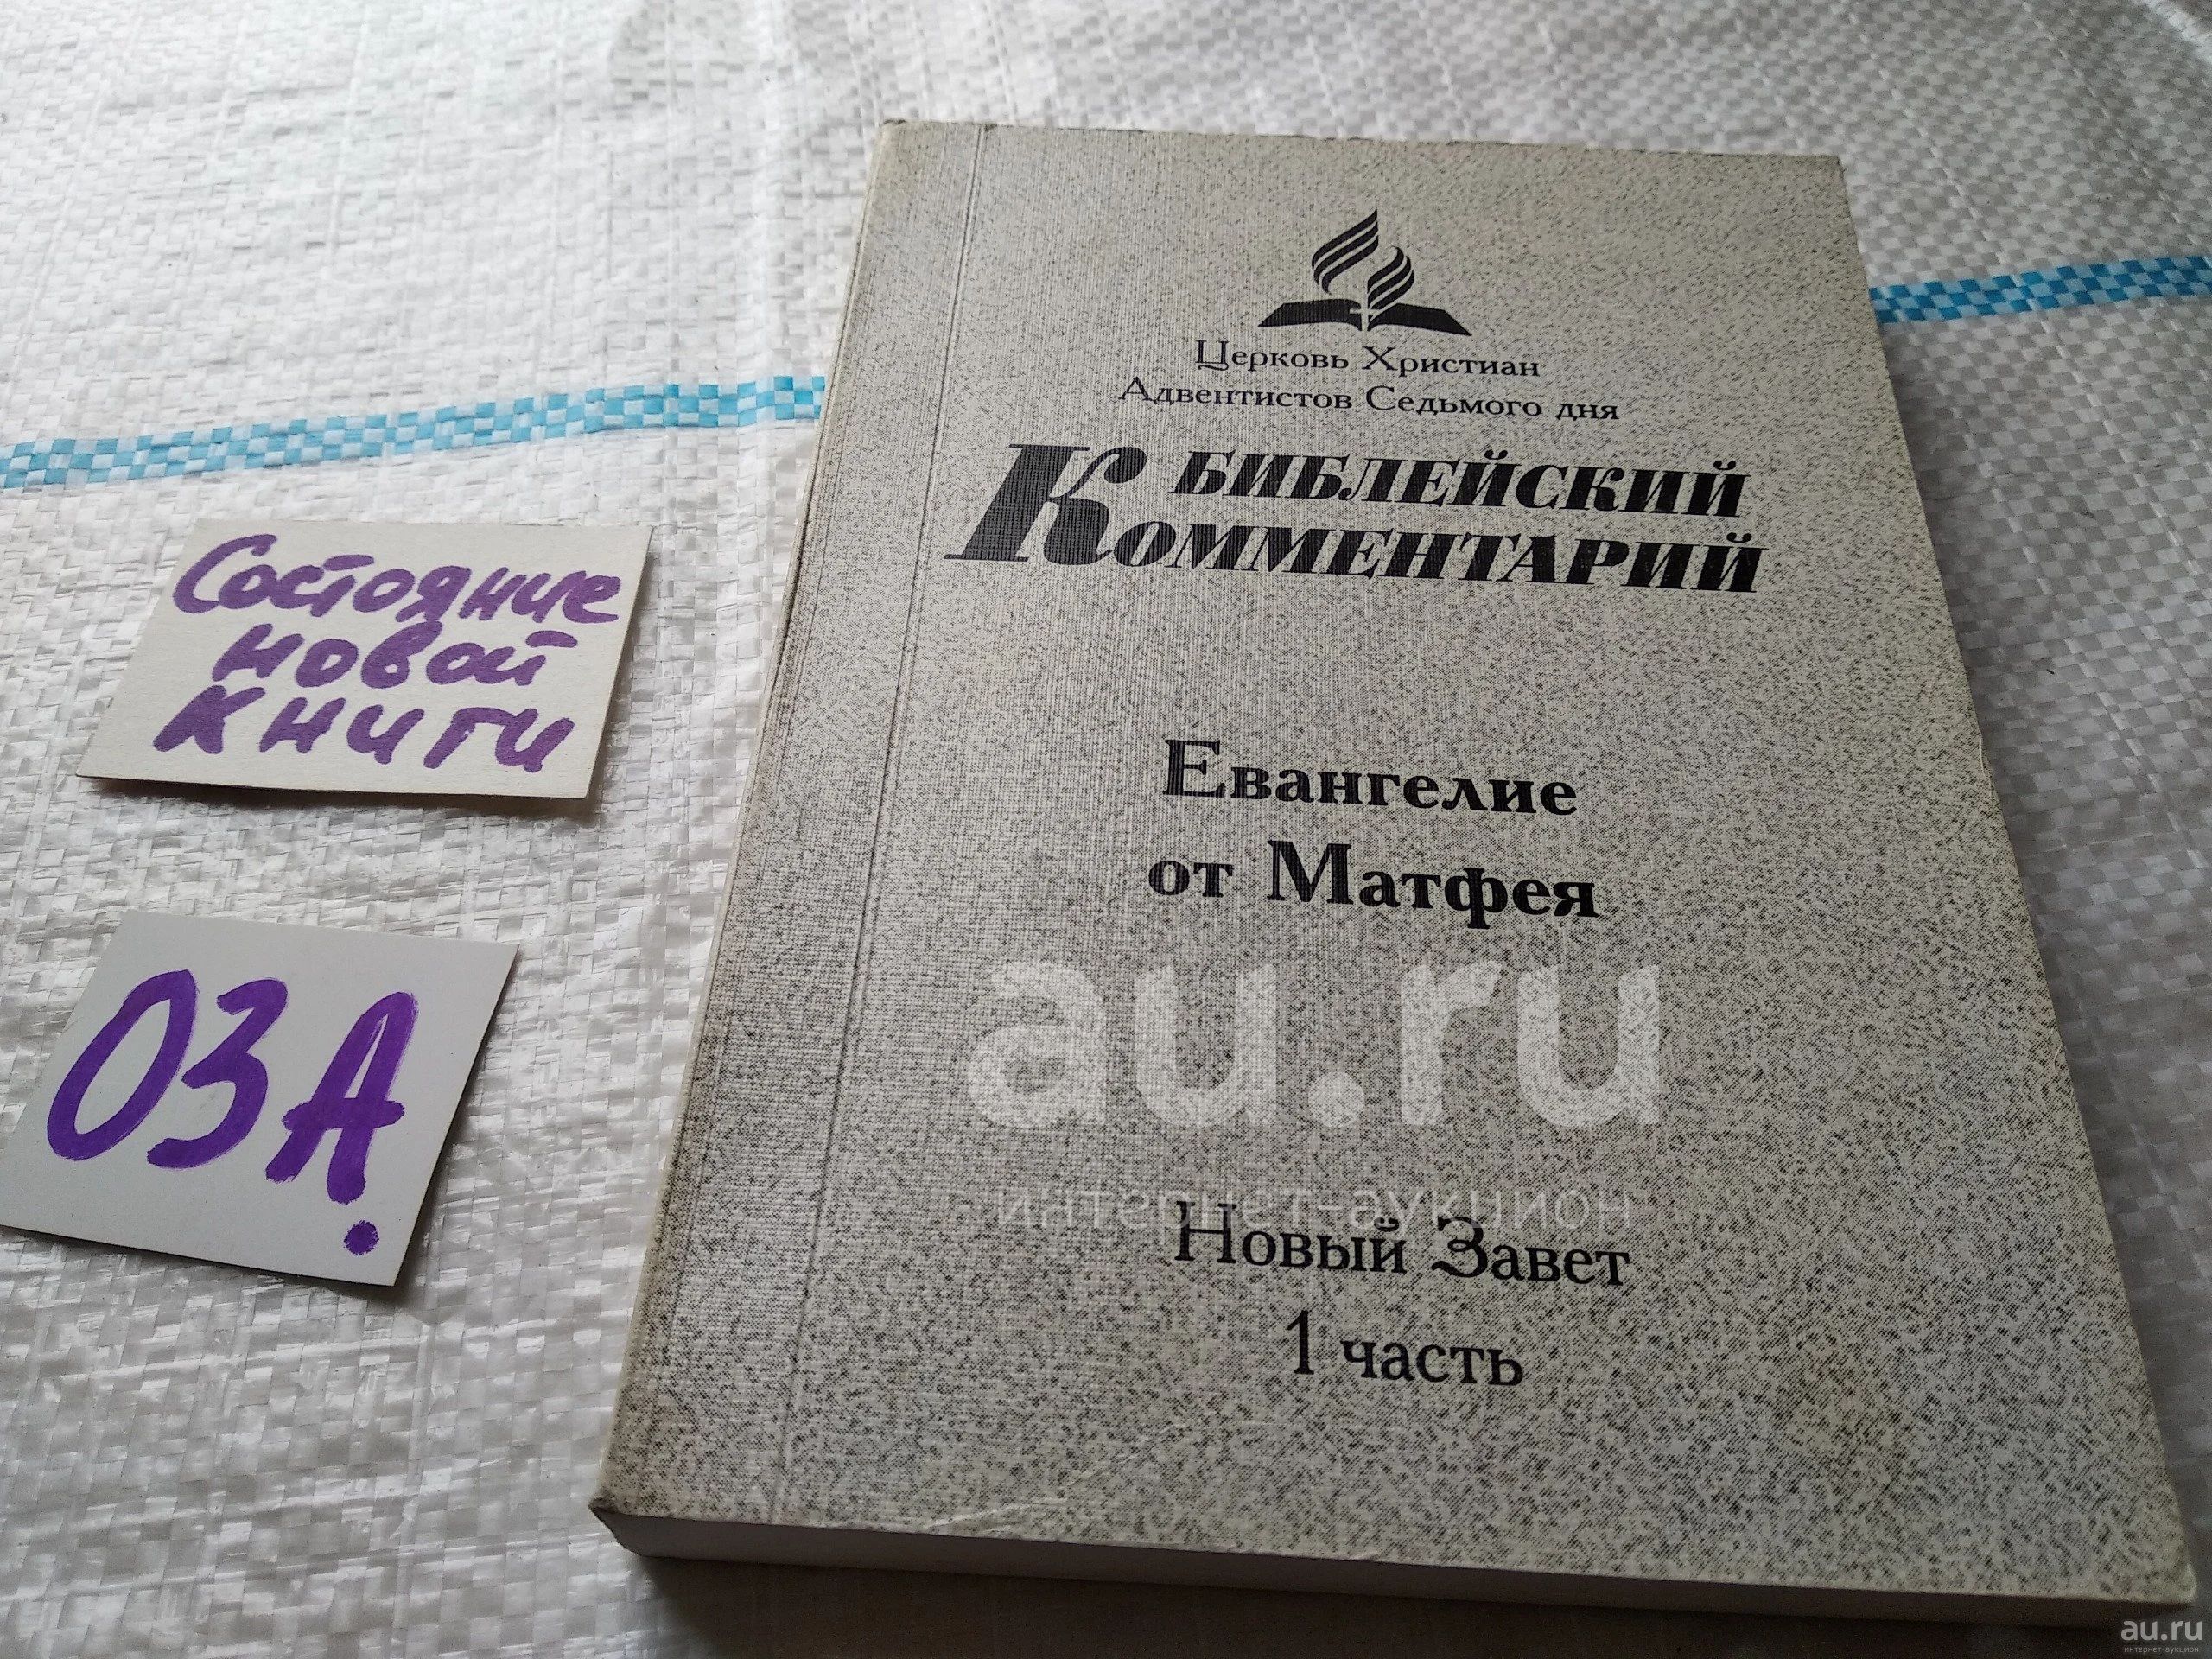 Церковь Христиан
Адвентистов Седьмого дня
БИБЛЕЙСКИЙ
КОММЕНТАРИЙ
Евангелие
от Матфея
au.ru
интернет-аукцион
Новый Завет
1 часть
Состояние
новой
книги
03А.
au.ru
интернет-аукцион